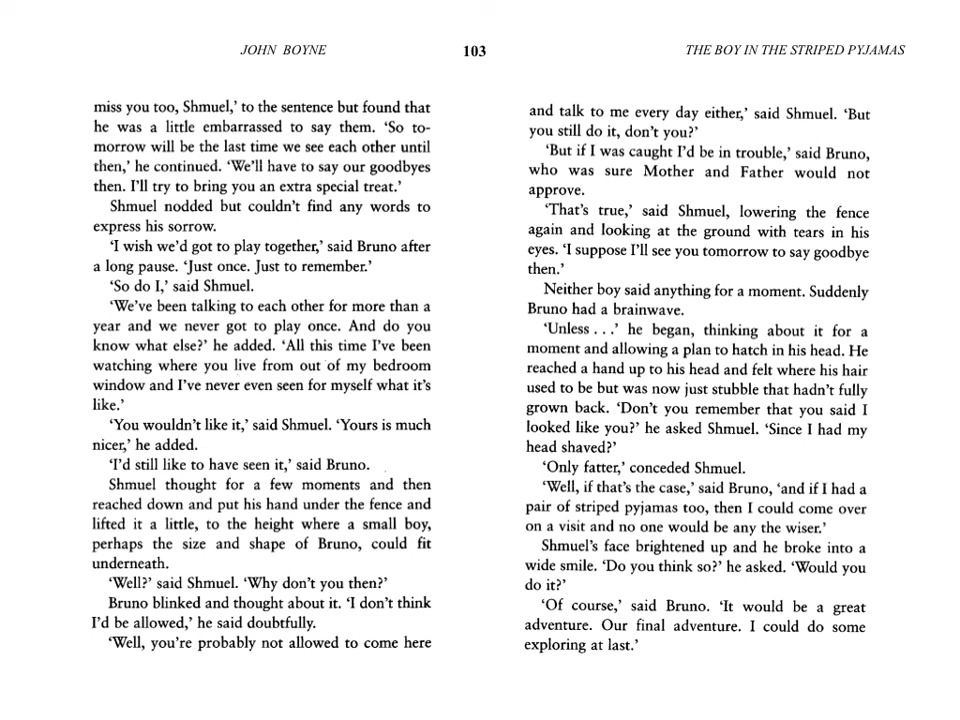 JOHN BOYNE
103
THE BOY IN THE STRIPED PYJAMAS
miss you too, Shmuel,’ to the sentence but found that
he was a little embarrassed to say them. ‘So to-
morrow will be the last time we see each other until
then,’ he continued. ‘We’ll have to say our goodbyes
then. I’ll try to bring you an extra special treat.’
Shmuel nodded but couldn’t find any words to
express his sorrow.
‘I wish we’d got to play together,’ said Bruno after
a long pause. ‘Just once. Just to remember.’
‘So do I,’ said Shmuel.
‘We’ve been talking to each other for more than a
year and we never got to play once. And do you
know what else?’ he added. ‘All this time I’ve been
watching where you live from out of my bedroom
window and I’ve never even seen for myself what it’s
like.’
‘You wouldn’t like it,’ said Shmuel. ‘Yours is much
nicer,’ he added.
‘I’d still like to have seen it,’ said Bruno.
Shmuel thought for a few moments and then
reached down and put his hand under the fence and
lifted it a little, to the height where a small boy,
perhaps the size and shape of Bruno, could fit
underneath.
‘Well?’ said Shmuel. ‘Why don’t you then?’
Bruno blinked and thought about it. ‘I don’t think
I’d be allowed,’ he said doubtfully.
‘Well, you’re probably not allowed to come here
and talk to me every day either,’ said Shmuel. ‘But
you still do it, don’t you?’
‘But if I was caught I’d be in trouble,’ said Bruno,
who was sure Mother and Father would not
approve.
‘That’s true,’ said Shmuel, lowering the fence
again and looking at the ground with tears in his
eyes. ‘I suppose I’ll see you tomorrow to say goodbye
then.’
Neither boy said anything for a moment. Suddenly
Bruno had a brainwave.
‘Unless . . .’ he began, thinking about it for a
moment and allowing a plan to hatch in his head. He
reached a hand up to his head and felt where his hair
used to be but was now just stubble that hadn’t fully
grown back. ‘Don’t you remember that you said I
looked like you?’ he asked Shmuel. ‘Since I had my
head shaved?’
‘Only fatter,’ conceded Shmuel.
‘Well, if that’s the case,’ said Bruno, ‘and if I had a
pair of striped pyjamas too, then I could come over
on a visit and no one would be any the wiser.’
Shmuel’s face brightened up and he broke into a
wide smile. ‘Do you think so?’ he asked. ‘Would you
do it?’
‘Of course,’ said Bruno. ‘It would be a great
adventure. Our final adventure. I could do some
exploring at last.’